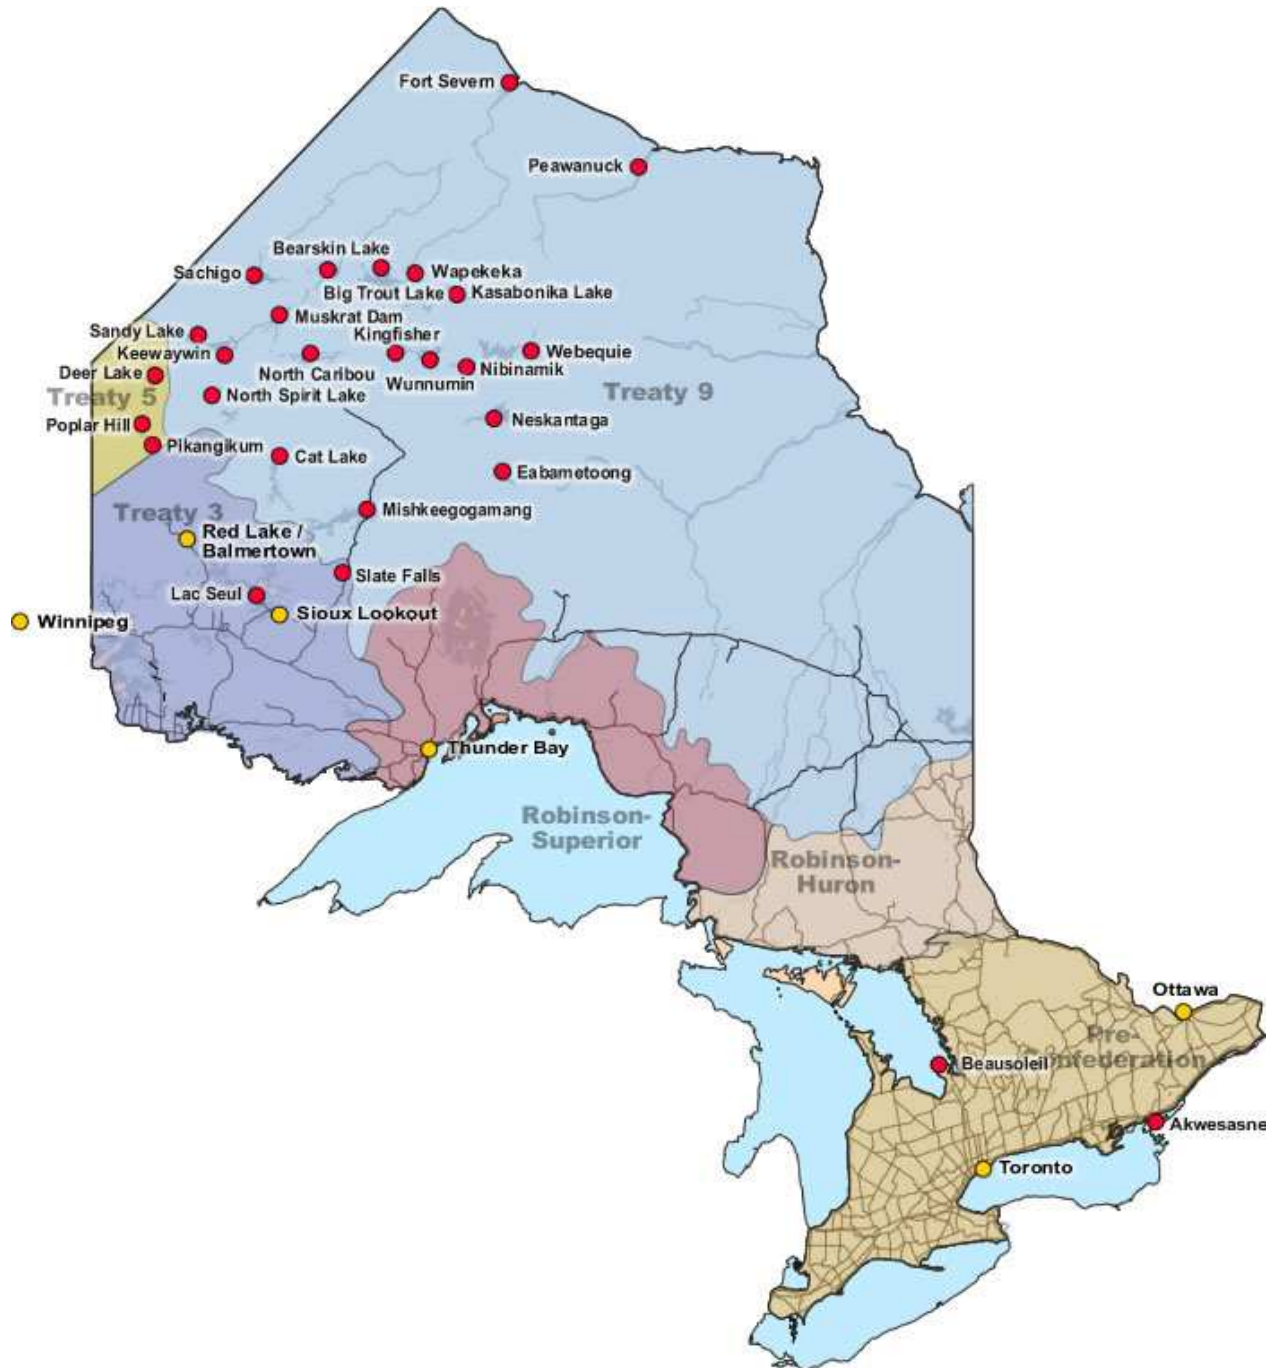 Fort Severn
Peawanuck
Bearskin Lake
Sachigo
Wapekeka
Big Trout Lake
Kasabonika Lake
Muskrat Dam
Sandy Lake
Kingfisher
Keewaywin
Webequie
Deer Lake
North Caribou
Nibinamik
Wunnumin
Treaty 5
North Spirit Lake
Treaty 9
Poplar Hill
Neskantaga
Pikangikum
Cat Lake
Eabametoong
Treaty 3
Mishkeegogamang
Red Lake /
Balmertown
Slate Falls
Lac Seul
Sioux Lookout
Winnipeg
Thunder Bay
Robinson-
Superior
Robinson-
Huron
Ottawa
Pre-
Confederation
Beausoleil
Akwesasne
Toronto